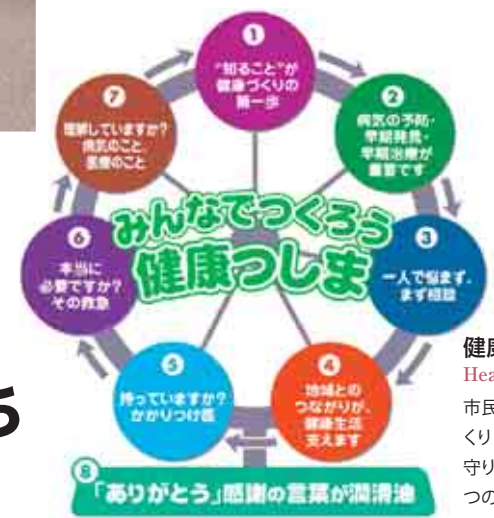 1
"知ること"が
健康づくりの
第一歩
2
病気の予防・
早期発見・
早期治療が
重要です
3
一人で悩まず、
まず相談
4
地域との
つながりが、
健康生活
支えます
5
持っていますか?
かかりつけ医
6
本当に
必要ですか?
その救急
7
理解していますか?
病気のこと、
医療のこと
みんなでつくろう
健康つしま
8
「ありがとう」感謝の言葉が潤滑油
ち
健康
Hea
市民
くり
守り
つの